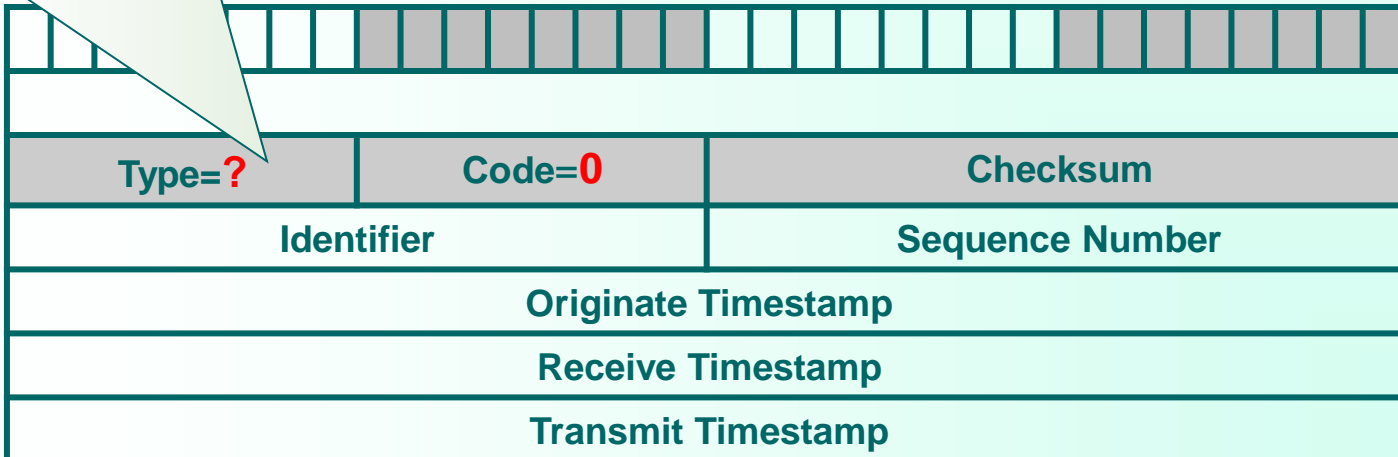 Type=? Code=0 Checksum
Identifier Sequence Number
Originate Timestamp
Receive Timestamp
Transmit Timestamp